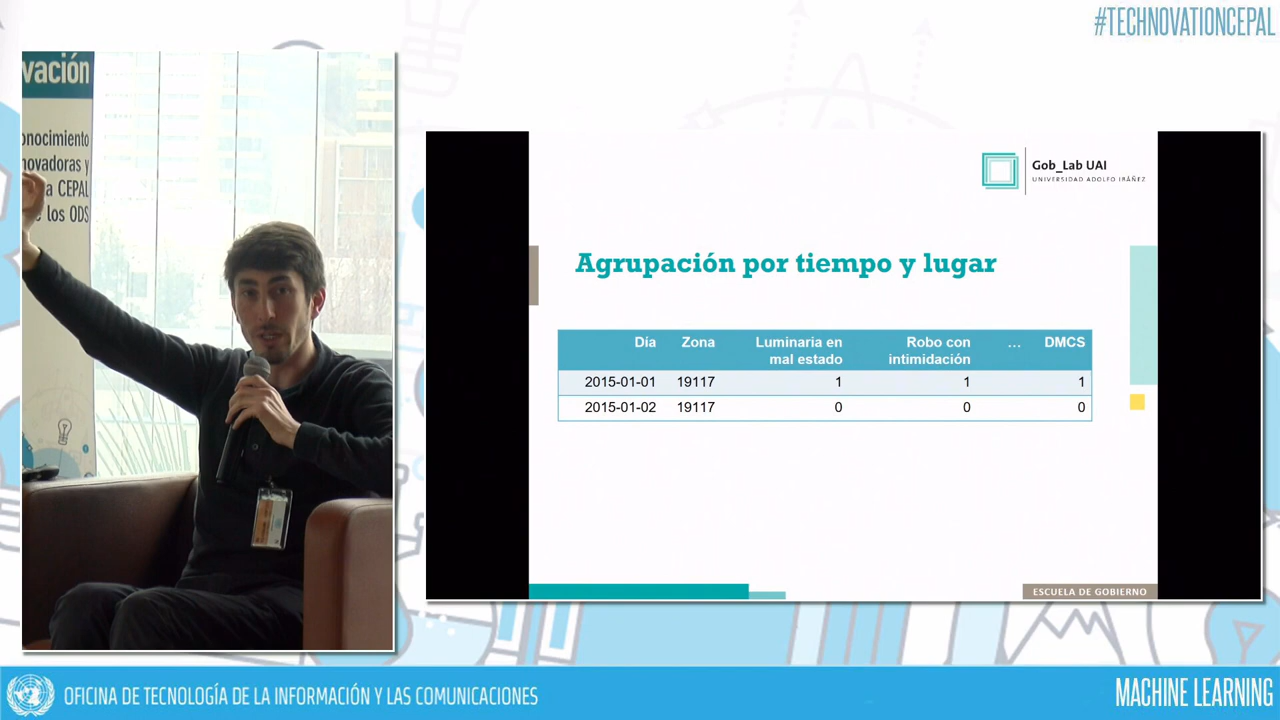 #TECHNOVATIONCEPAL
vación
onocimiento
novadoras y
a CEPAL
los ODS
Gob_Lab UAI
UNIVERSIDAD ADOLFO IBÁÑEZ
Agrupación por tiempo y lugar
Día Zona Luminaria en mal estado Robo con intimidación ... DMCS
2015-01-01 19117 1 1 1
2015-01-02 19117 0 0 0
ESCUELA DE GOBIERNO
OFICINA DE TECNOLOGÍA DE LA INFORMACIÓN Y LAS COMUNICACIONES
MACHINE LEARNING